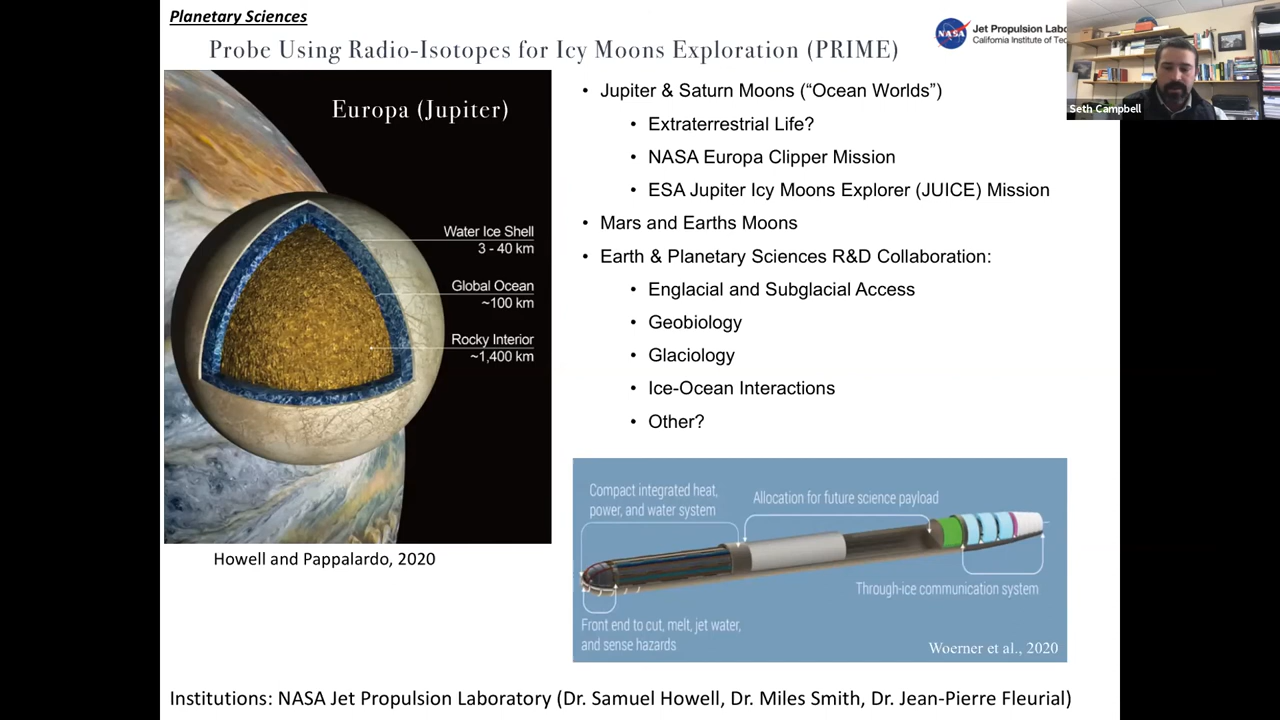 Planetary Sciences
Probe Using Radio-Isotopes for Icy Moons Exploration (PRIME)
NASA
Jet Propulsion Labo
California Institute of Tec
Seth Campbell
Europa (Jupiter)
Water Ice Shell
3 - 40 km
Global Ocean
~100 km
Rocky Interior
~1,400 km
Howell and Pappalardo, 2020
• Jupiter & Saturn Moons (“Ocean Worlds”)
• Extraterrestrial Life?
• NASA Europa Clipper Mission
• ESA Jupiter Icy Moons Explorer (JUICE) Mission
• Mars and Earths Moons
• Earth & Planetary Sciences R&D Collaboration:
• Englacial and Subglacial Access
• Geobiology
• Glaciology
• Ice-Ocean Interactions
• Other?
Compact integrated heat,
power, and water system
Allocation for future science payload
Through-ice communication system
Front end to cut, melt, jet water,
and sense hazards
Woerner et al., 2020
Institutions: NASA Jet Propulsion Laboratory (Dr. Samuel Howell, Dr. Miles Smith, Dr. Jean-Pierre Fleurial)